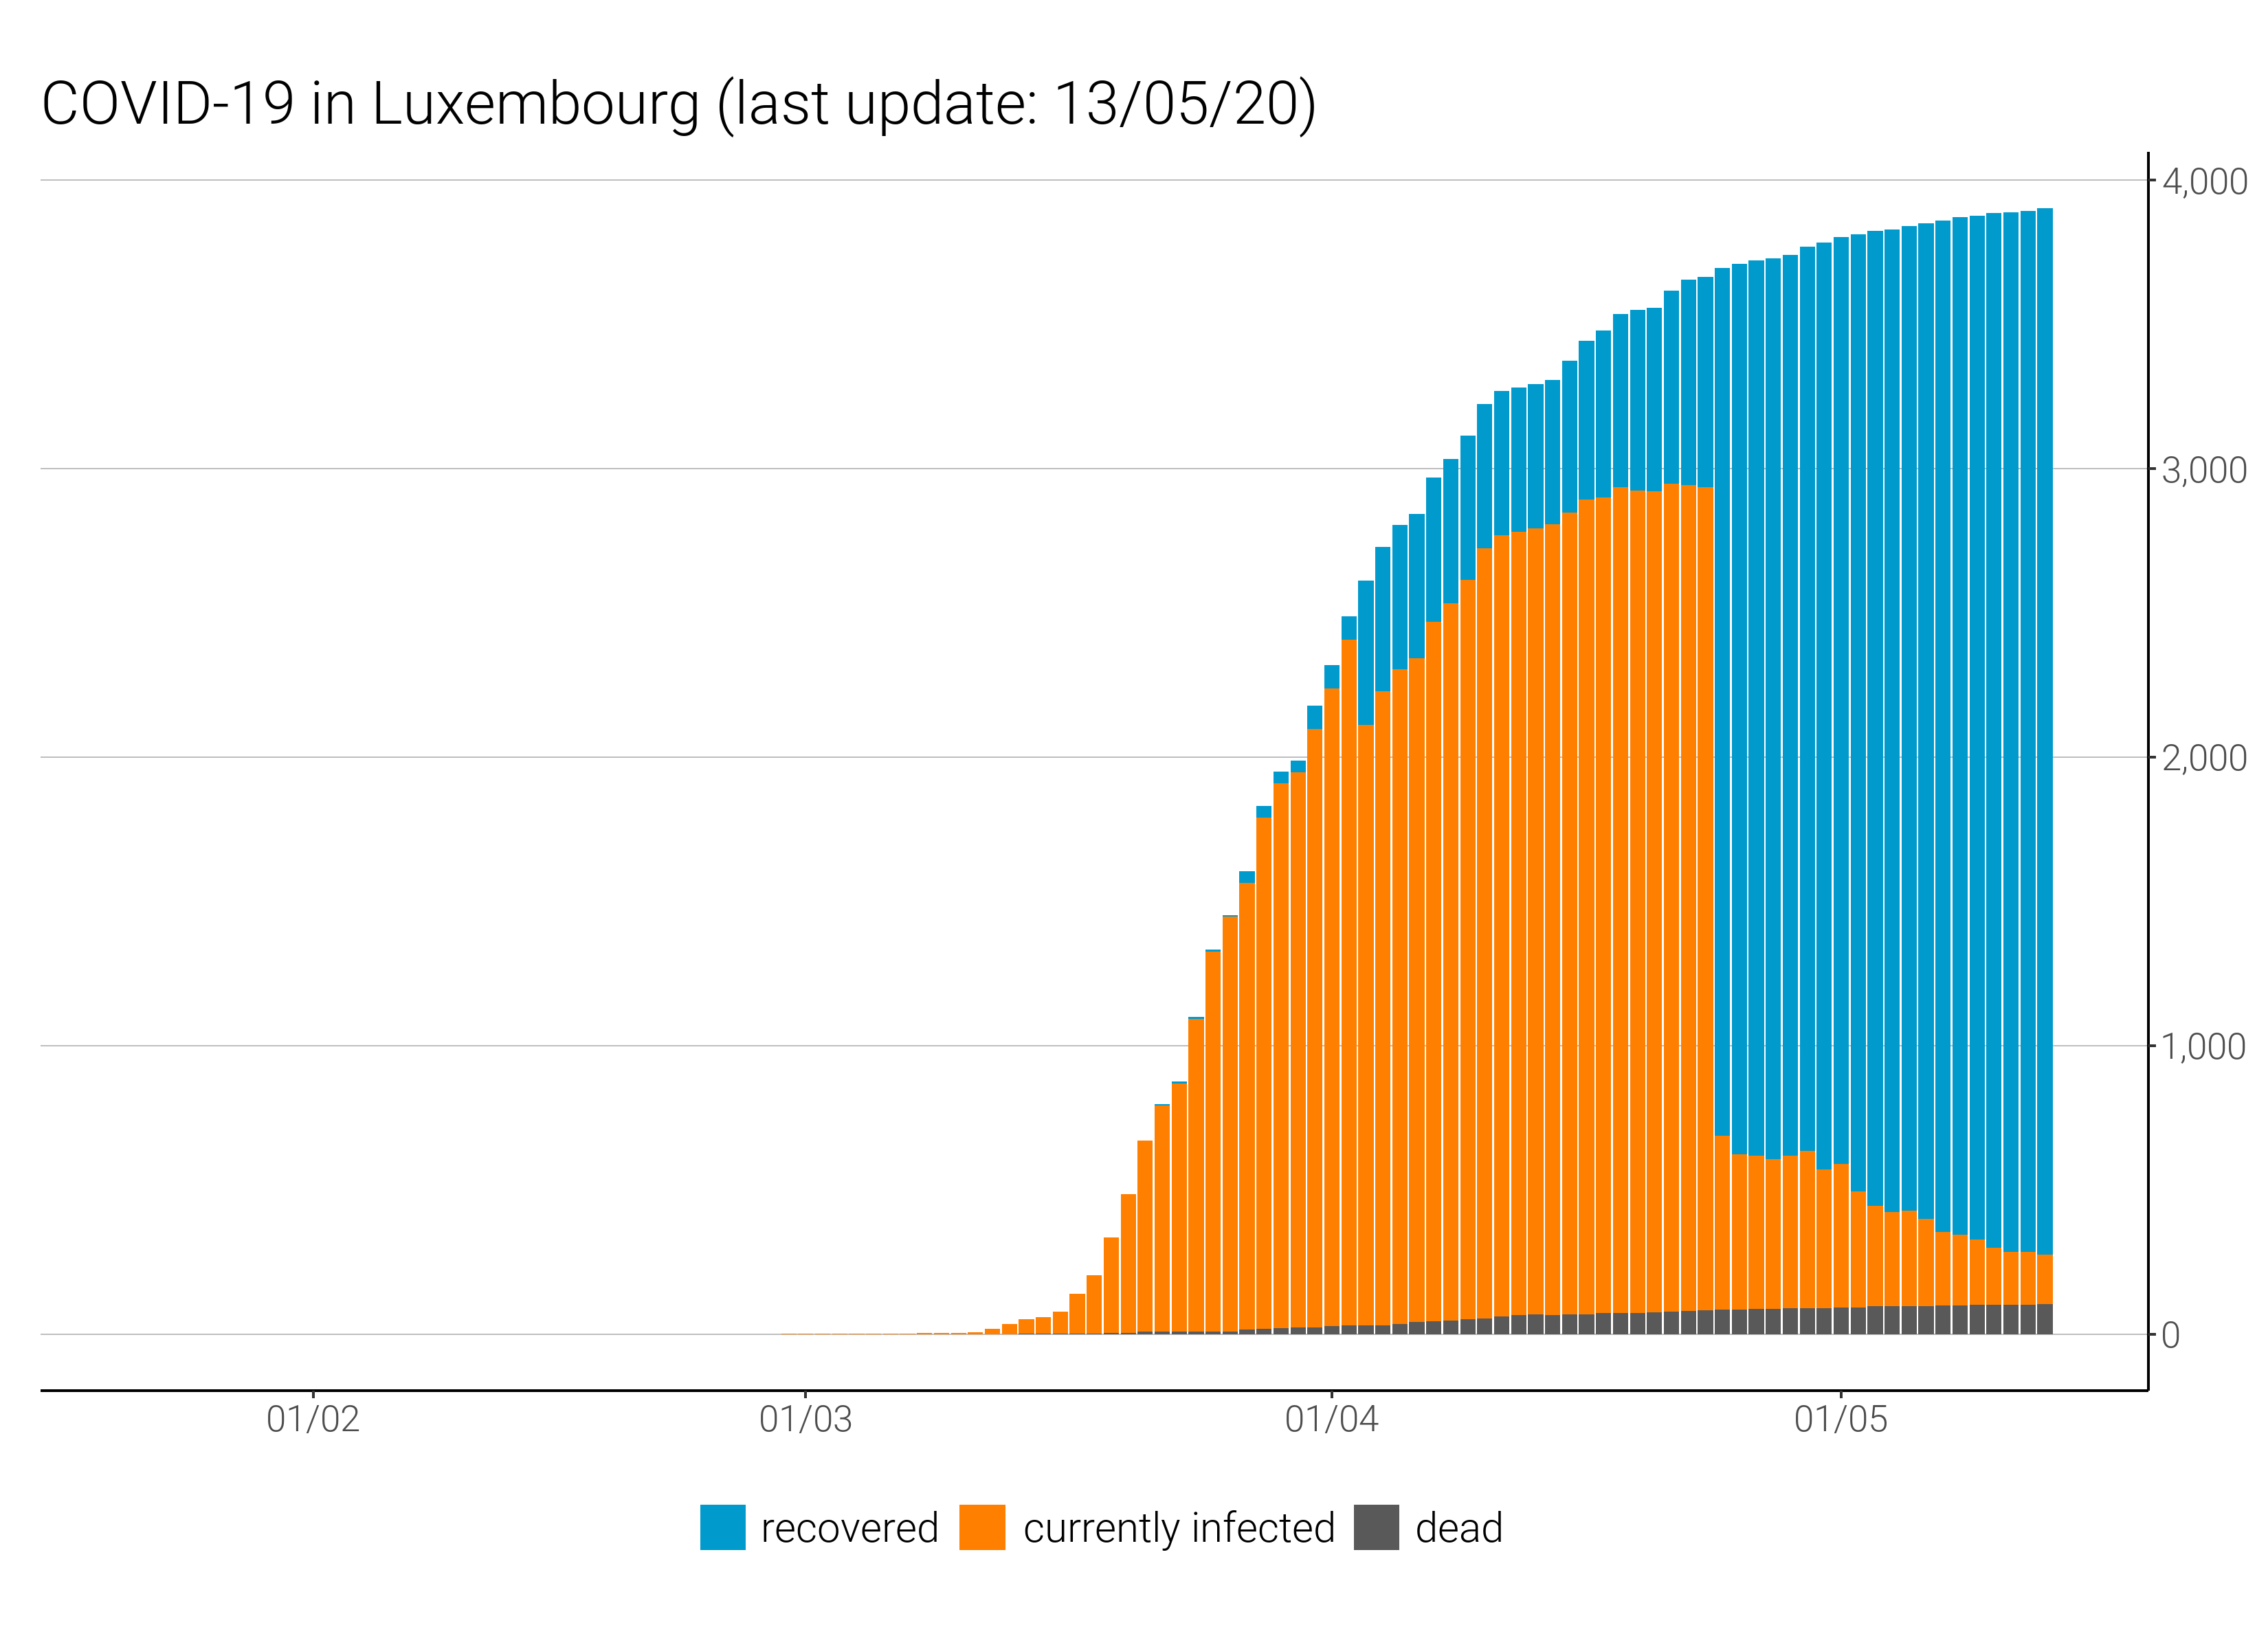 COVID-19 in Luxembourg (last update: 13/05/20)
4,000
3,000
2,000
1,000
0
01/02 01/03 01/04 01/05
recovered currently infected dead